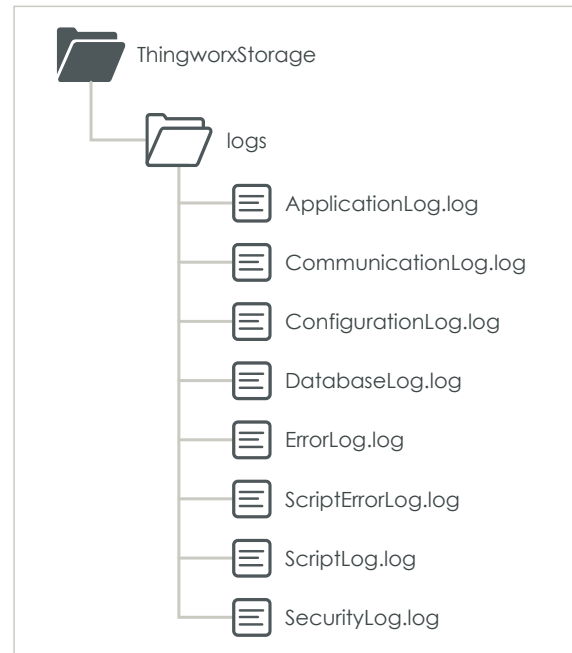 ThingworxStorage
logs
ApplicationLog.log
CommunicationLog.log
ConfigurationLog.log
DatabaseLog.log
ErrorLog.log
ScriptErrorLog.log
ScriptLog.log
SecurityLog.log